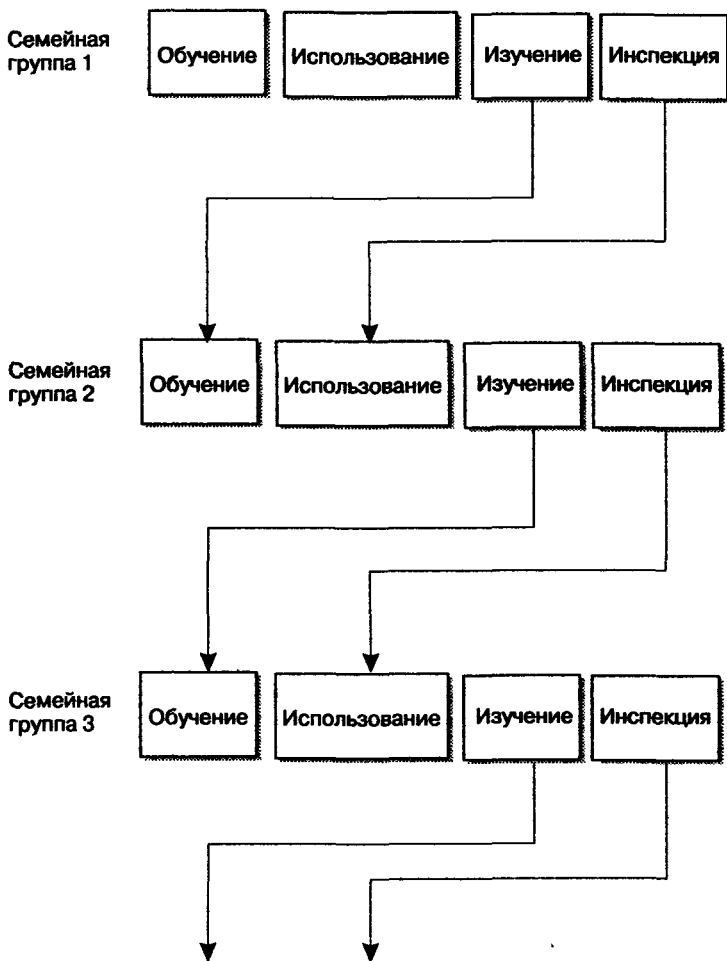 Семейная
группа 1
Обучение
Использование
Изучение
Инспекция
Семейная
группа 2
Обучение
Использование
Изучение
Инспекция
Семейная
группа 3
Обучение
Использование
Изучение
Инспекция